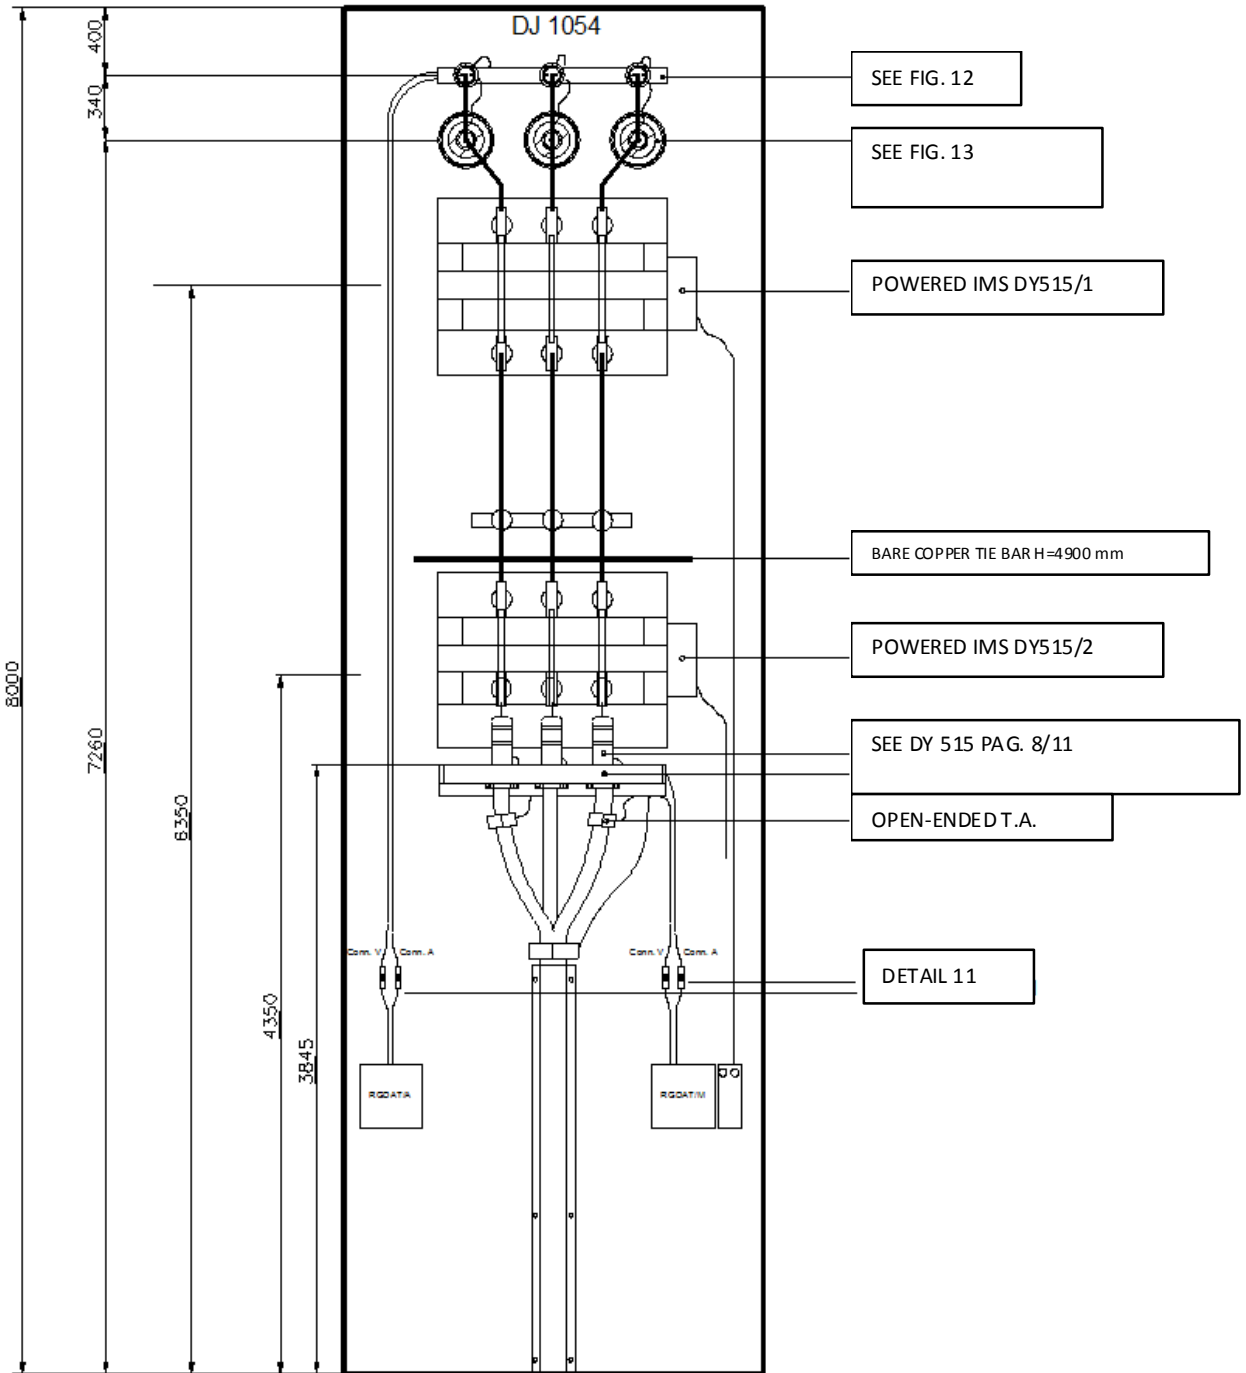 DJ 1054
400
340
8000
7260
6350
4350
3845
SEE FIG. 12
SEE FIG. 13
POWERED IMS DY515/1
BARE COPPER TIE BAR H=4900 mm
POWERED IMS DY515/2
SEE DY 515 PAG. 8/11
OPEN-ENDED T.A.
DETAIL 11
Conn. V Conn. A
Conn. V Conn. A
RGDAT/A
RGDAT/M